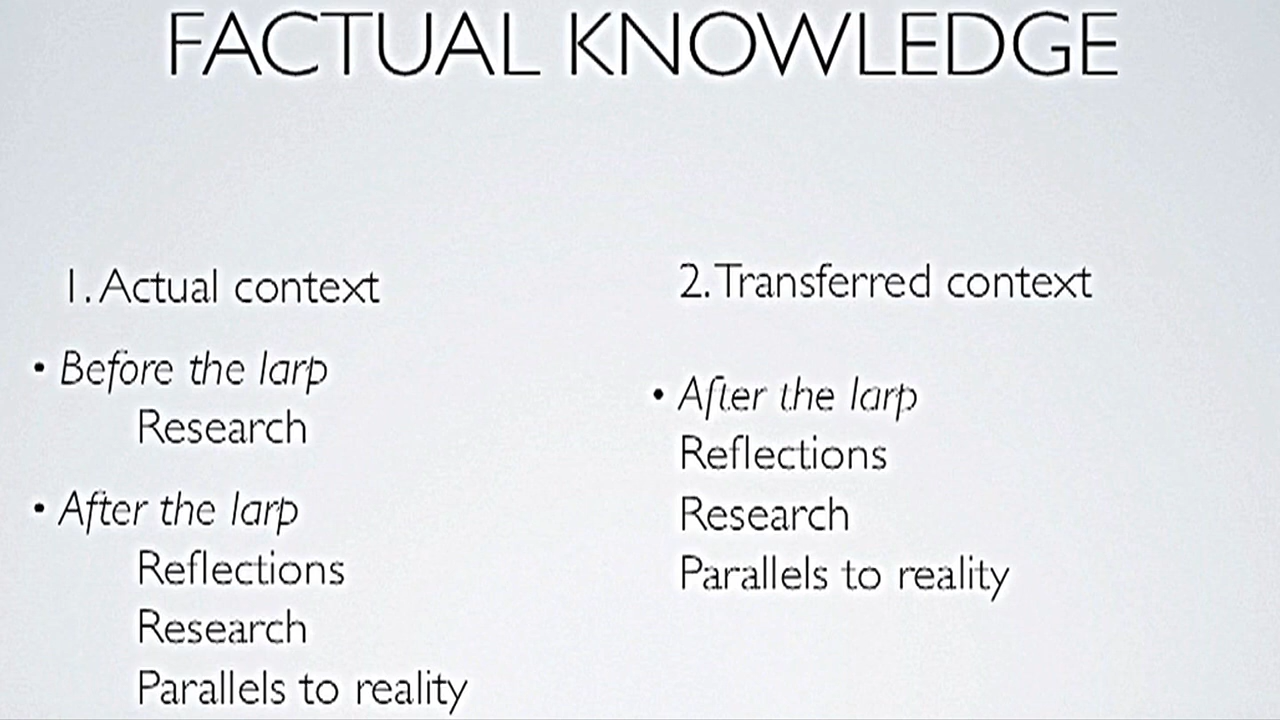 FACTUAL KNOWLEDGE
1. Actual context
• Before the larp
Research
• After the larp
Reflections
Research
Parallels to reality
2. Transferred context
• After the larp
Reflections
Research
Parallels to reality